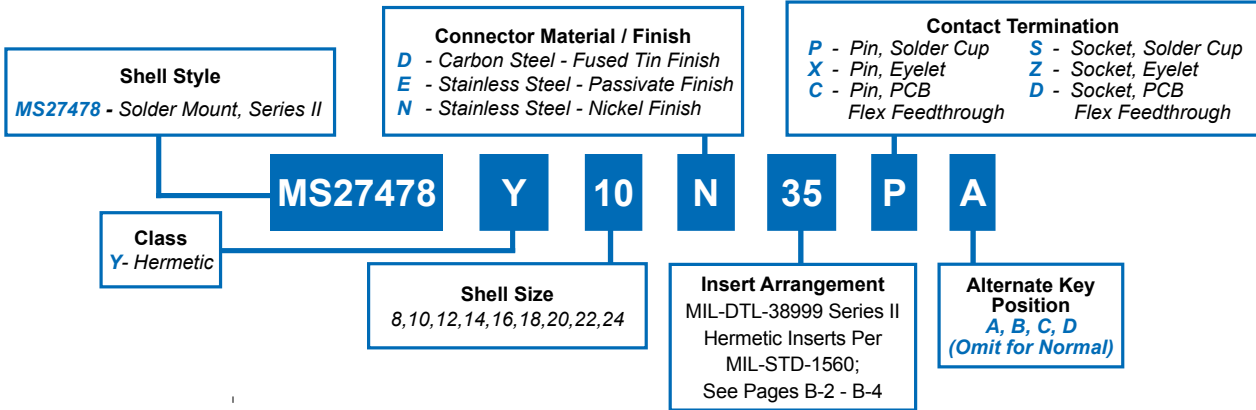 Shell Style
MS27478 - Solder Mount, Series II
Connector Material / Finish
D - Carbon Steel - Fused Tin Finish
E - Stainless Steel - Passivate Finish
N - Stainless Steel - Nickel Finish
Contact Termination
P - Pin, Solder Cup
X - Pin, Eyelet
C - Pin, PCB
Flex Feedthrough
S - Socket, Solder Cup
Z - Socket, Eyelet
D - Socket, PCB
Flex Feedthrough
MS27478 Y 10 N 35 P A
Class
Y- Hermetic
Shell Size
8,10,12,14,16,18,20,22,24
Insert Arrangement
MIL-DTL-38999 Series II
Hermetic Inserts Per
MIL-STD-1560;
See Pages B-2 - B-4
Alternate Key
Position
A, B, C, D
(Omit for Normal)